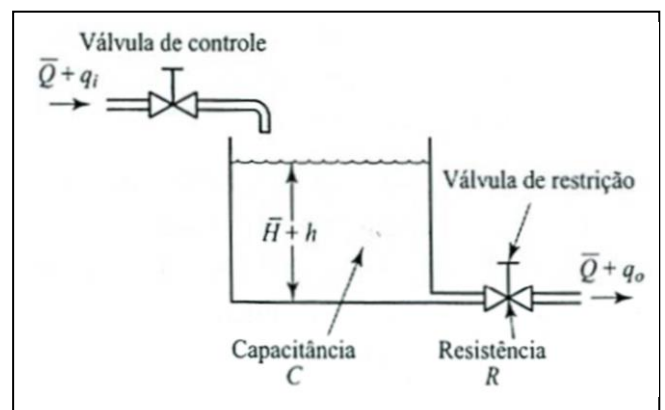 Válvula de controle
Q̅ + qᵢ
Válvula de restrição
H̅ + h
Q̅ + qₒ
Capacitância
C
Resistência
R